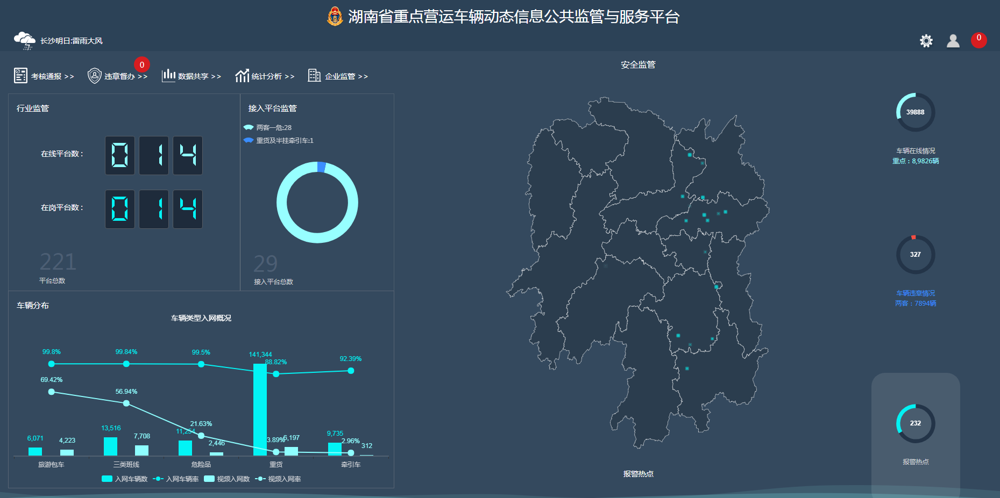 湖南省重点营运车辆动态信息公共监管与服务平台
长沙明日:雷雨大风
0
考核通报 >>
违章督办 >>
0
数据共享 >>
统计分析 >>
企业监管 >>
安全监管
行业监管
在线平台数：
014
在岗平台数：
014
221
平台总数
接入平台监管
两客一危:28
重货及半挂牵引车:1
29
接入平台总数
车辆分布
车辆类型入网概况
99.8%
99.84%
99.5%
141,344
88.82%
92.39%
69.42%
56.94%
21.63%
3.89%
2.96%
6,071
4,223
13,516
7,708
11,254
2,446
6,197
9,735
312
旅游包车
三类班线
危险品
重货
牵引车
入网车辆数
入网车辆率
视频入网数
视频入网率
报警热点
39888
车辆在线情况
重点：8,9826辆
327
车辆违章情况
两客：7894辆
232
报警热点